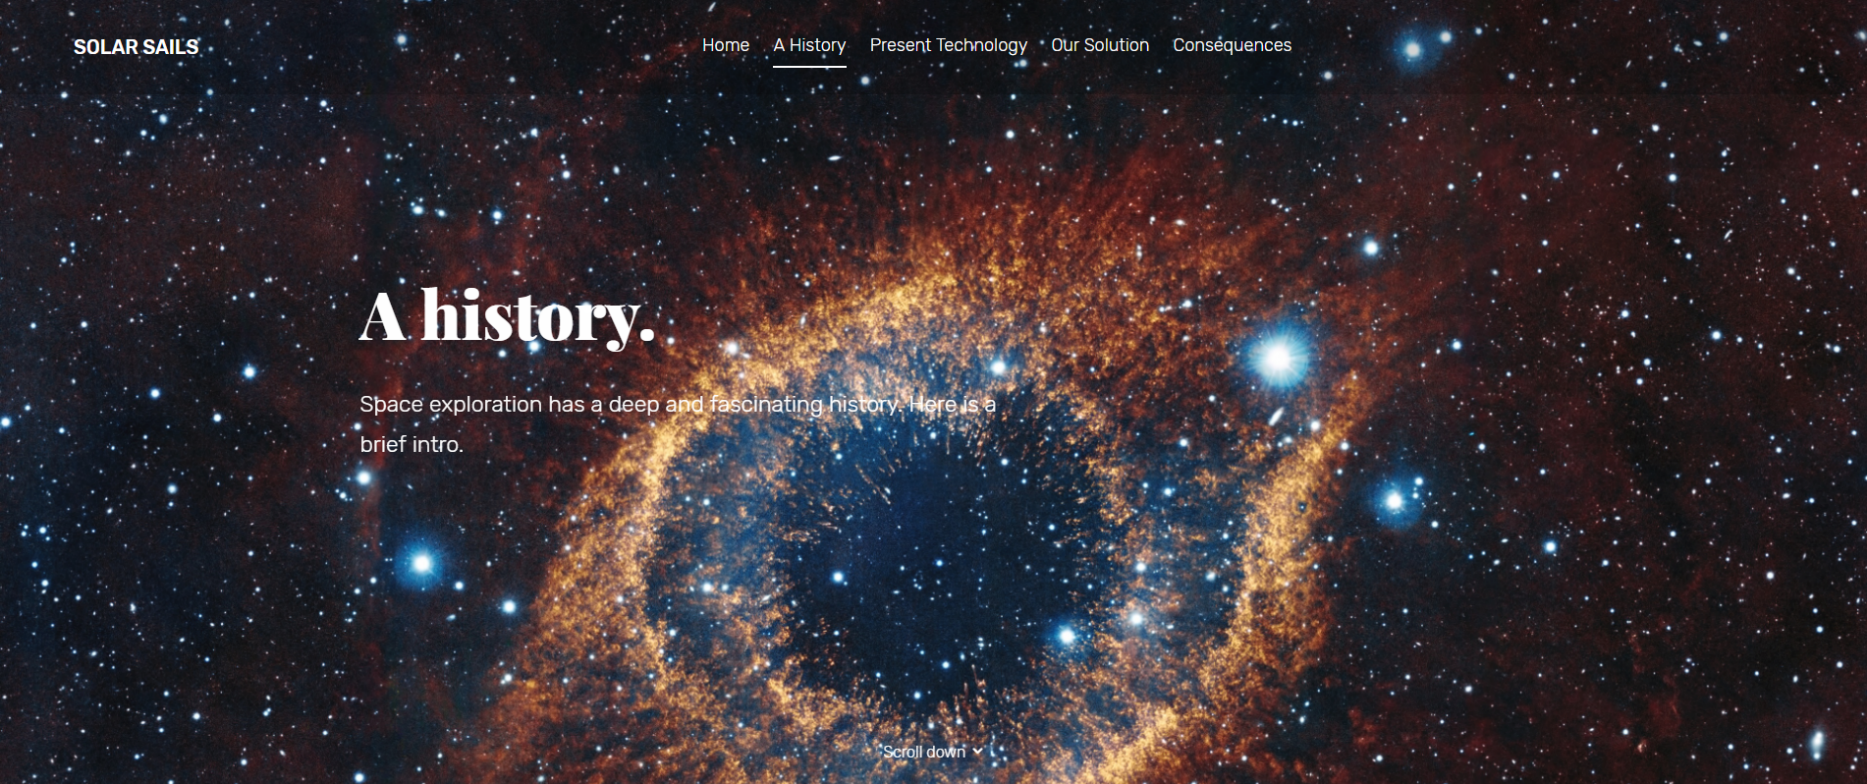 SOLAR SAILS
Home A History Present Technology Our Solution Consequences
A history.
Space exploration has a deep and fascinating history. Here is a
brief intro.
Scroll down